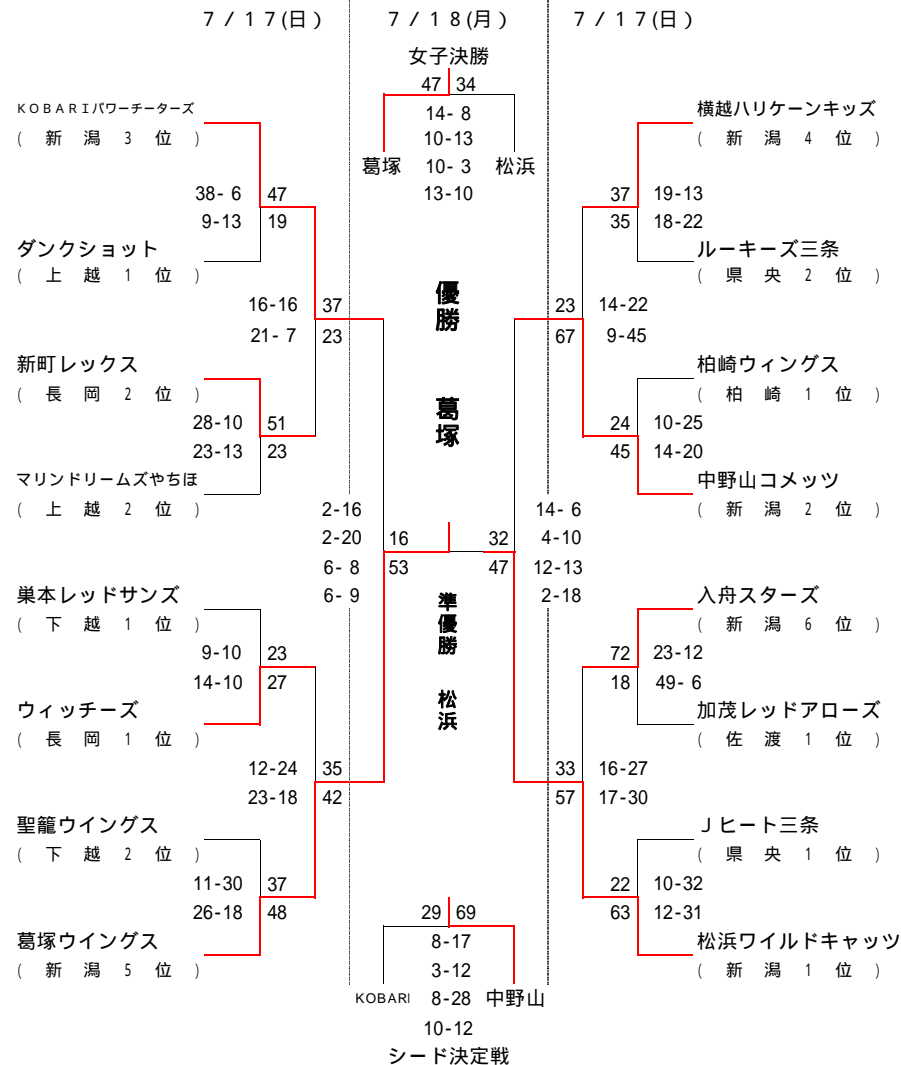 7/17(日)
7/18(月)
7/17(日)
女子決勝
47 34
14- 8
10-13
10- 3
13-10
葛塚
松浜
KOBARIパワーチーターズ
(新潟3位)
38- 6 47
9-13 19
ダンクショット
(上越1位)
16-16 37
21- 7 23
新町レックス
(長岡2位)
28-10 51
23-13 23
マリンドリームズやちほ
(上越2位)
2-16
2-20 16
6- 8 53
6- 9
巣本レッドサンズ
(下越1位)
9-10 23
14-10 27
ウィッチーズ
(長岡1位)
12-24 35
23-18 42
聖籠ウイングス
(下越2位)
11-30 37
26-18 48
葛塚ウイングス
(新潟5位)
優勝
葛塚
準優勝
松浜
横越ハリケーンキッズ
(新潟4位)
37 19-13
35 18-22
ルーキーズ三条
(県央2位)
23 14-22
67 9-45
柏崎ウィングス
(柏崎1位)
24 10-25
45 14-20
中野山コメッツ
(新潟2位)
14- 6
32 4-10
47 12-13
2-18
入舟スターズ
(新潟6位)
72 23-12
18 49- 6
加茂レッドアローズ
(佐渡1位)
33 16-27
57 17-30
Jヒート三条
(県央1位)
22 10-32
63 12-31
松浜ワイルドキャッツ
(新潟1位)
29 69
8-17
3-12
8-28
10-12
KOBARI
中野山
シード決定戦